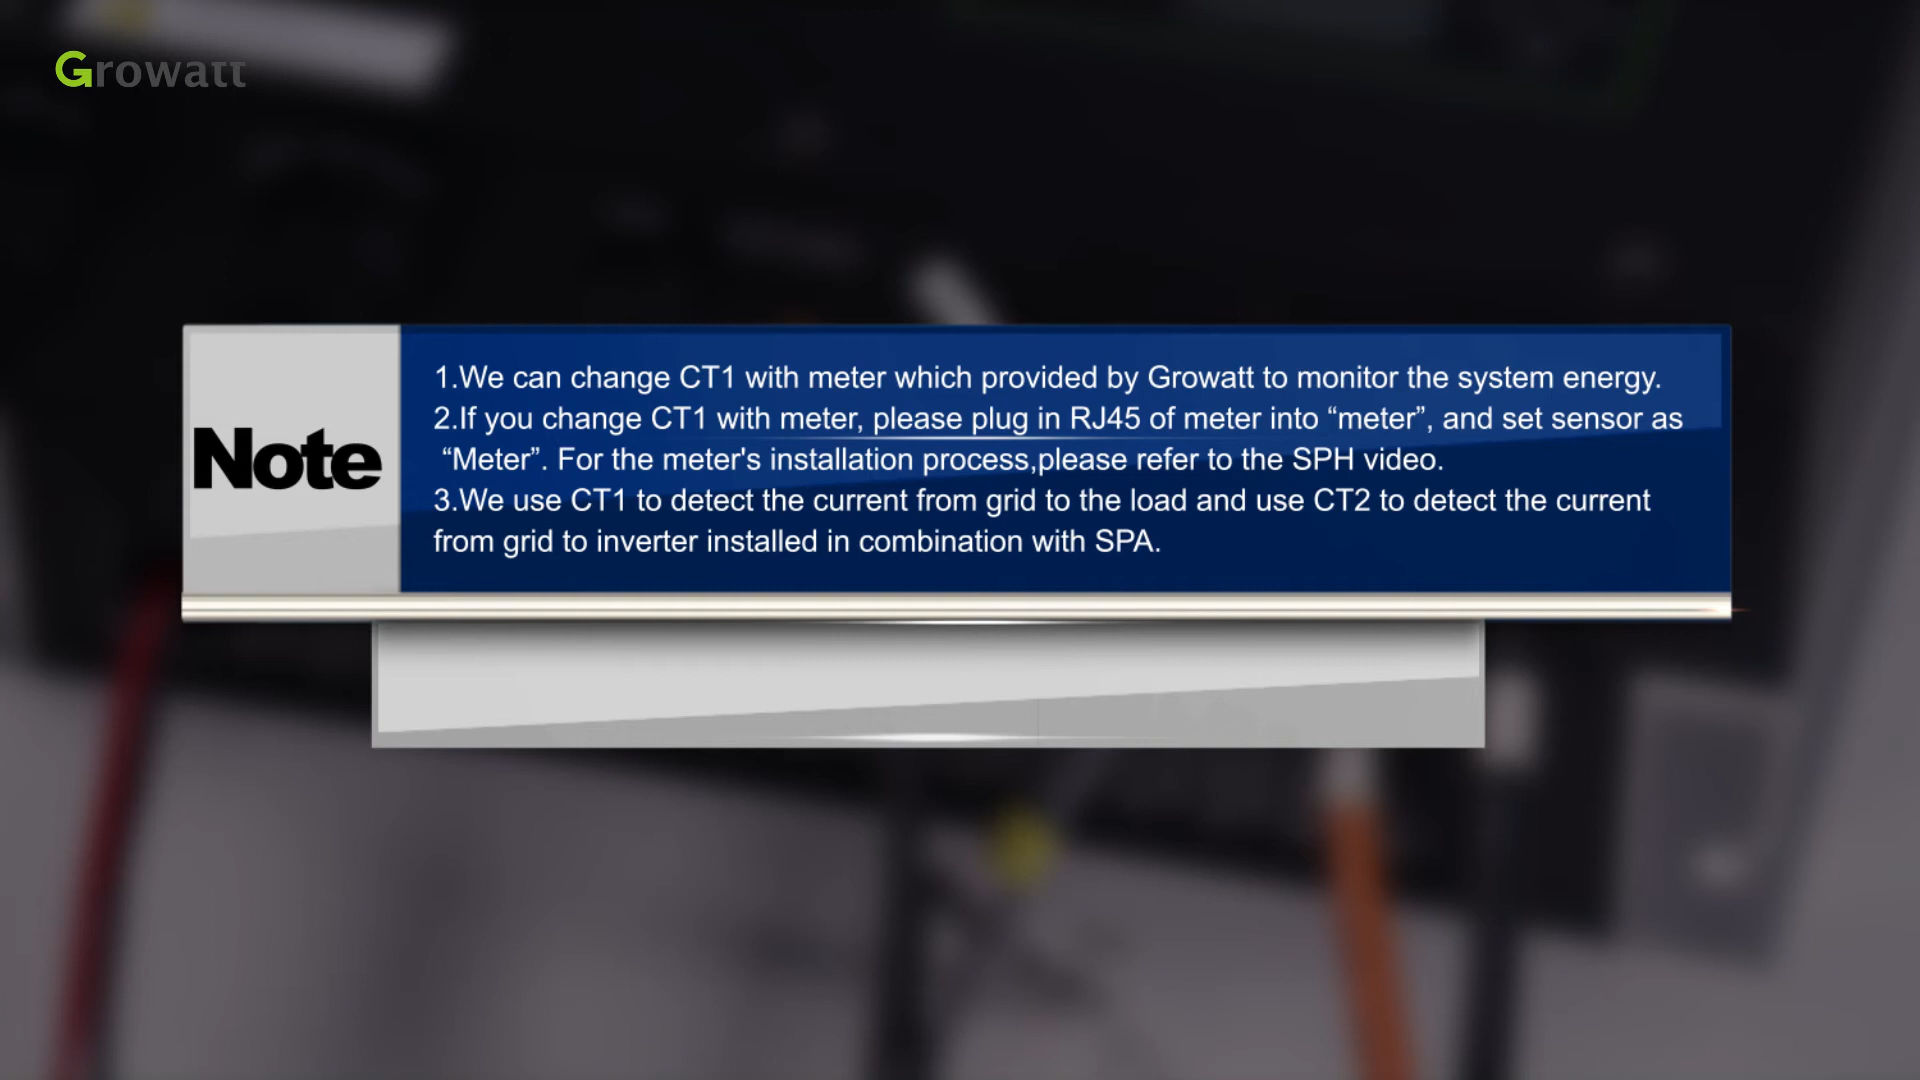 Growatt
Note
1.We can change CT1 with meter which provided by Growatt to monitor the system energy.
2.If you change CT1 with meter, please plug in RJ45 of meter into “meter”, and set sensor as
“Meter”. For the meter's installation process,please refer to the SPH video.
3.We use CT1 to detect the current from grid to the load and use CT2 to detect the current
from grid to inverter installed in combination with SPA.